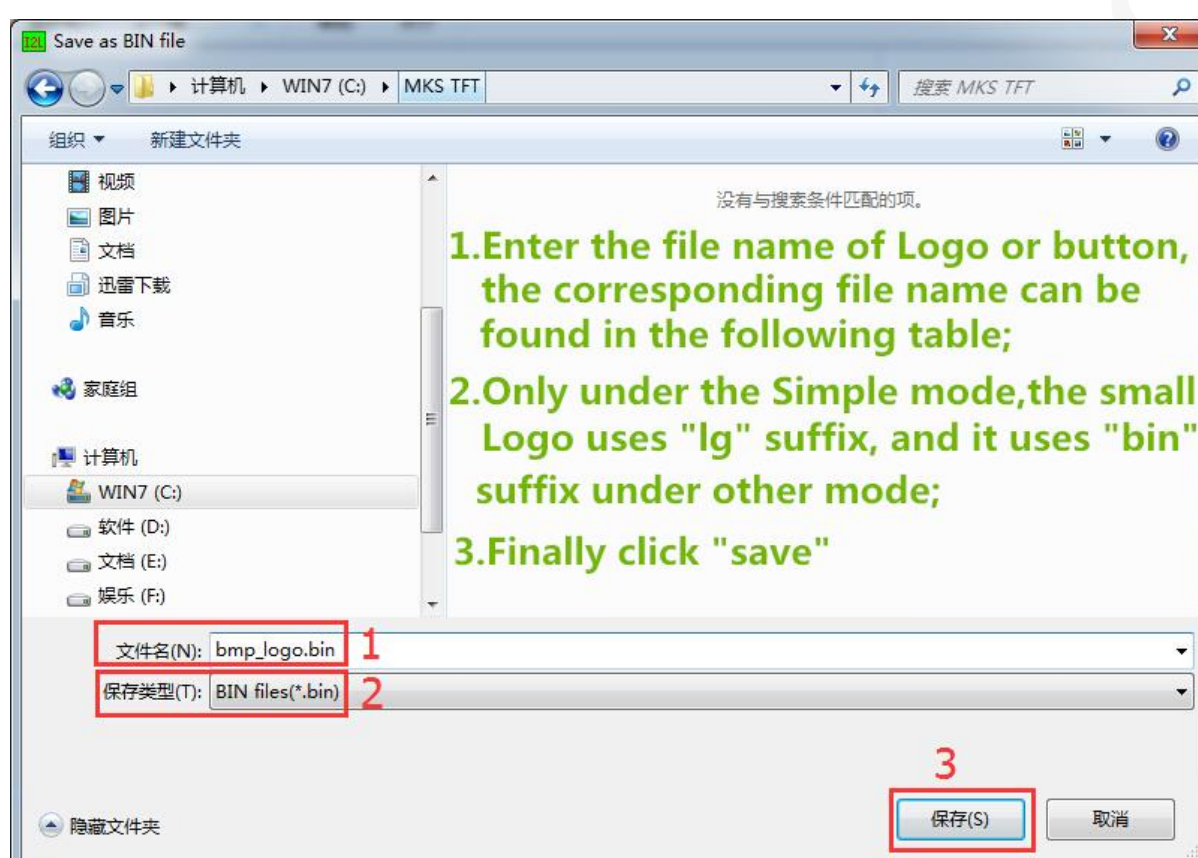 I2L Save as BIN file
计算机 WIN7 (C:) MKS TFT
搜索 MKS TFT
组织 新建文件夹
视频
图片
文档
迅雷下载
音乐
家庭组
计算机
WIN7 (C:)
软件 (D:)
文档 (E:)
娱乐 (F:)
没有与搜索条件匹配的项。
1.Enter the file name of Logo or button,
the corresponding file name can be
found in the following table;
2.Only under the Simple mode,the small
Logo uses "lg" suffix, and it uses "bin"
suffix under other mode;
3.Finally click "save"
文件名(N): bmp_logo.bin 1
保存类型(T): BIN files(*.bin) 2
3
隐藏文件夹 保存(S) 取消